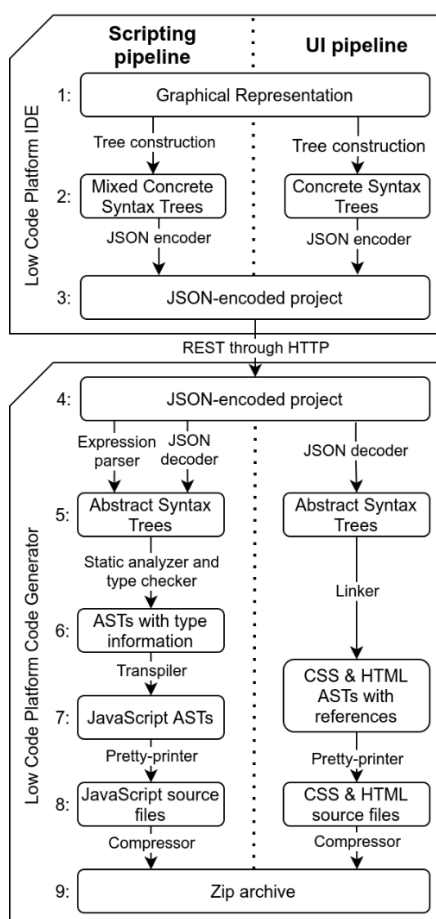 Scripting
pipeline
UI pipeline
Low Code Platform IDE
1:
Graphical Representation
Tree construction
Tree construction
2:
Mixed Concrete
Syntax Trees
Concrete Syntax
Trees
JSON encoder
JSON encoder
3:
JSON-encoded project
REST through HTTP
Low Code Platform Code Generator
4:
JSON-encoded project
Expression
parser
JSON
decoder
JSON decoder
5:
Abstract Syntax
Trees
Abstract Syntax
Trees
Static analyzer and
type checker
Linker
6:
ASTs with type
information
Transpiler
7:
JavaScript ASTs
CSS & HTML
ASTs with
references
Pretty-printer
Pretty-printer
8:
JavaScript source
files
CSS & HTML
source files
Compressor
Compressor
9:
Zip archive